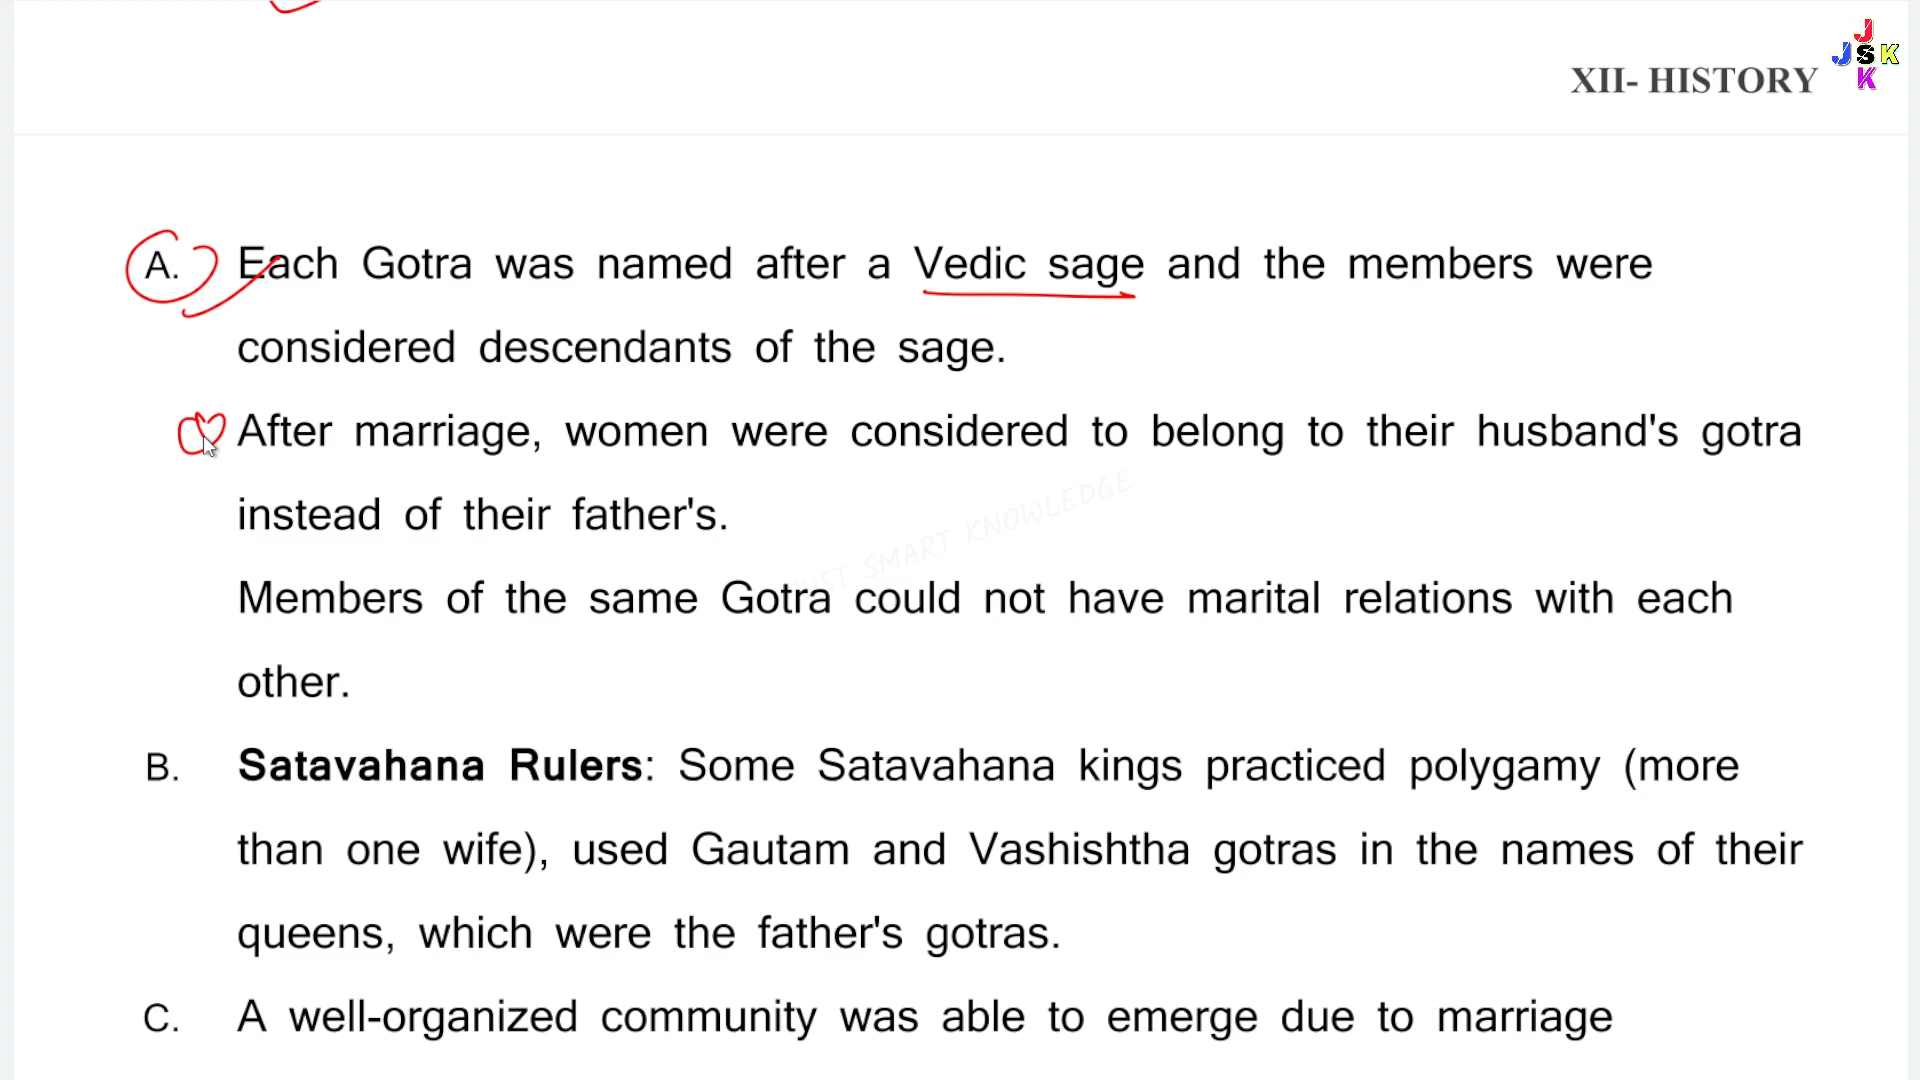 XII- HISTORY
J
J S K
K
A. Each Gotra was named after a Vedic sage and the members were
considered descendants of the sage.
After marriage, women were considered to belong to their husband's gotra
instead of their father's.
SMART KNOWLEDGE
Members of the same Gotra could not have marital relations with each
other.
B. Satavahana Rulers: Some Satavahana kings practiced polygamy (more
than one wife), used Gautam and Vashishtha gotras in the names of their
queens, which were the father's gotras.
C. A well-organized community was able to emerge due to marriage